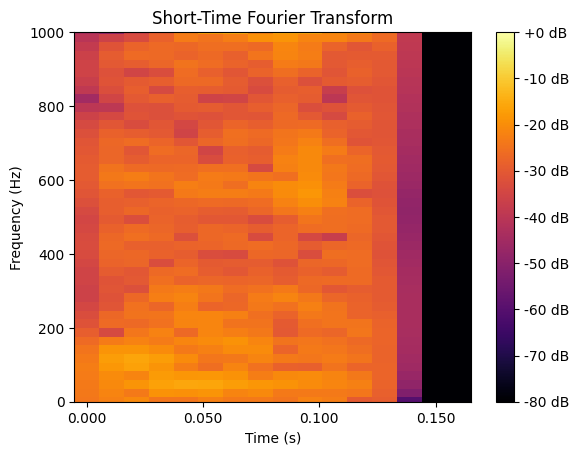 Short-Time Fourier Transform
1000
800
600
400
200
0
Frequency (Hz)
0.000
0.050
0.100
0.150
Time (s)
+0 dB
-10 dB
-20 dB
-30 dB
-40 dB
-50 dB
-60 dB
-70 dB
-80 dB